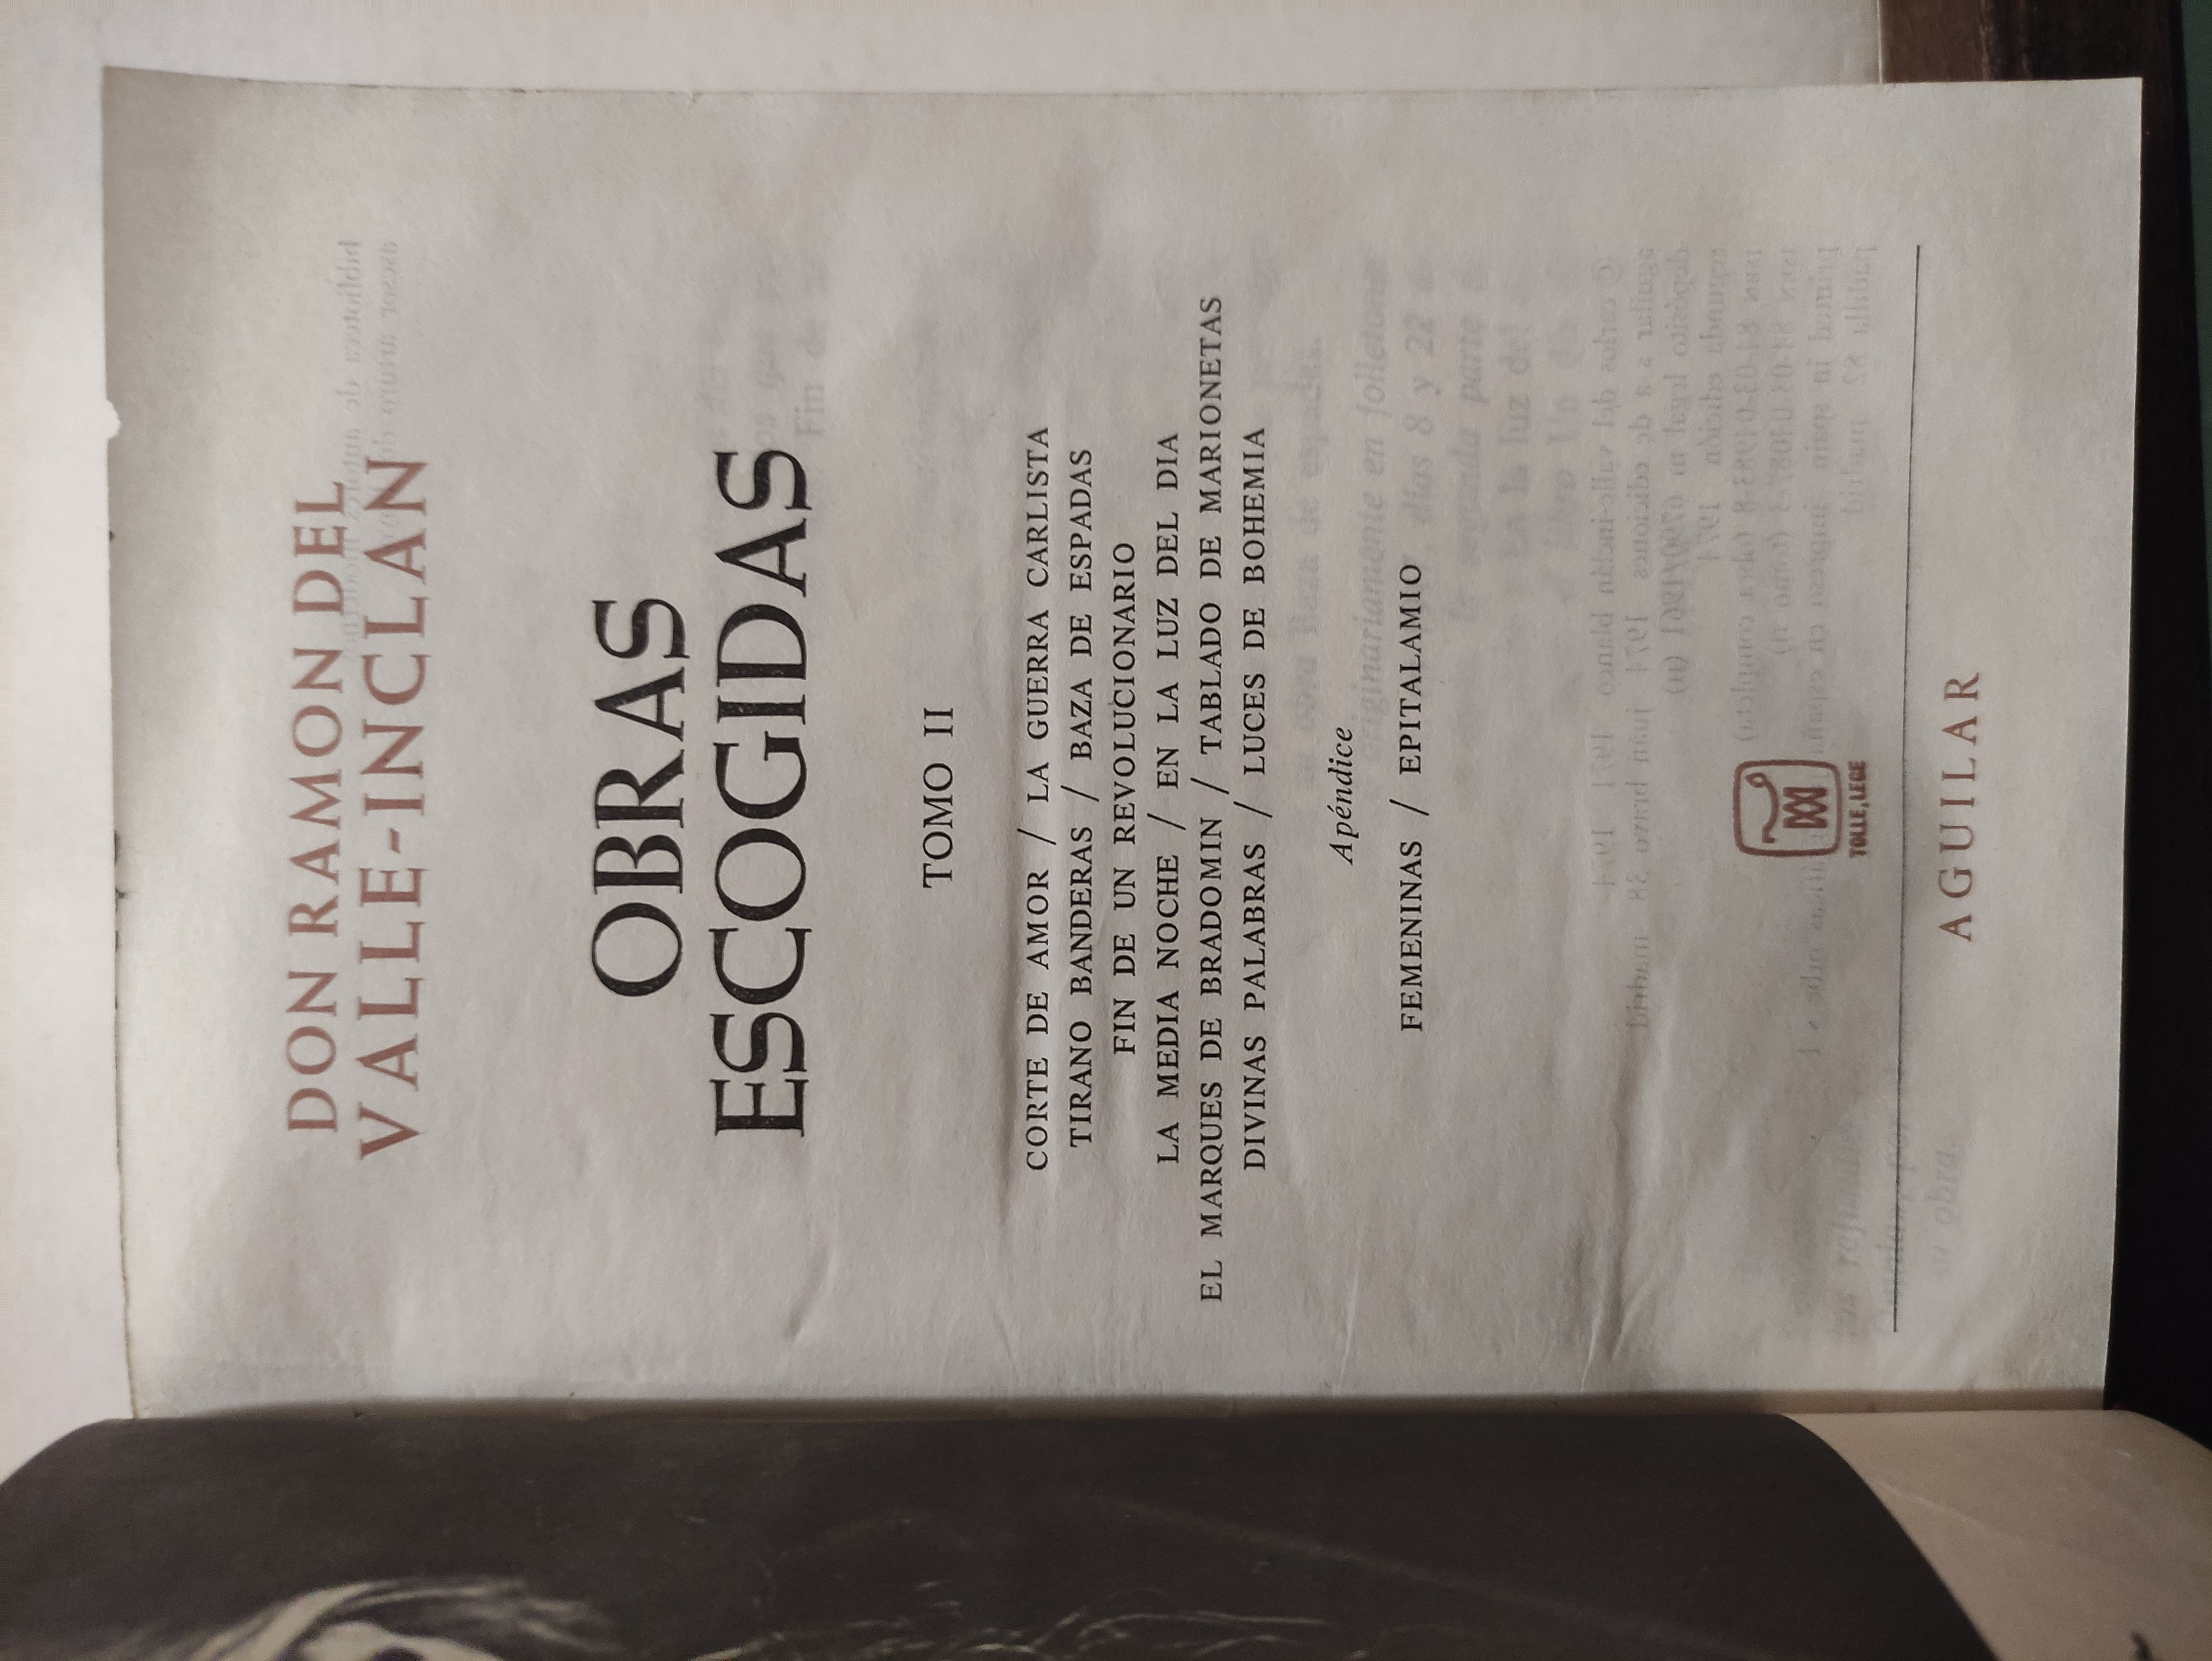 DON RAMON DEL
VALLE-INCLAN
OBRAS
ESCOGIDAS
TOMO II
CORTE DE AMOR / LA GUERRA CARLISTA
TIRANO BANDERAS / BAZA DE ESPADAS
FIN DE UN REVOLUCIONARIO
LA MEDIA NOCHE / EN LA LUZ DEL DIA
EL MARQUES DE BRADOMIN / TABLADO DE MARIONETAS
DIVINAS PALABRAS / LUCES DE BOHEMIA
Apéndice
FEMENINAS / EPITALAMIO
TOLLE, LEGE
AGUILAR